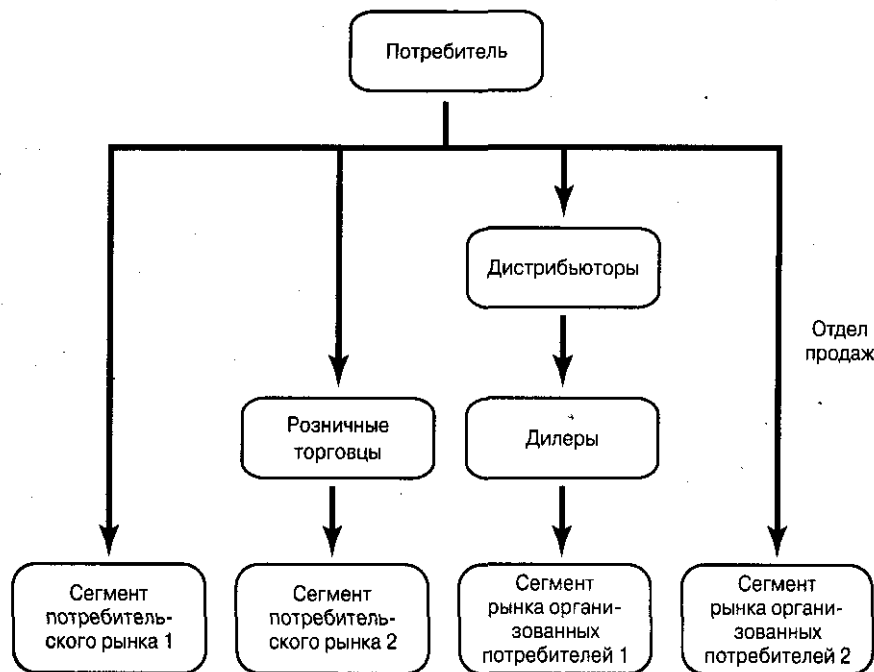 Потребитель
Дистрибьюторы
Отдел
продаж
Розничные
торговцы
Дилеры
Сегмент
потребитель-
ского рынка 1
Сегмент
потребитель-
ского рынка 2
Сегмент
рынка органи-
зованных
потребителей 1
Сегмент
рынка органи-
зованных
потребителей 2